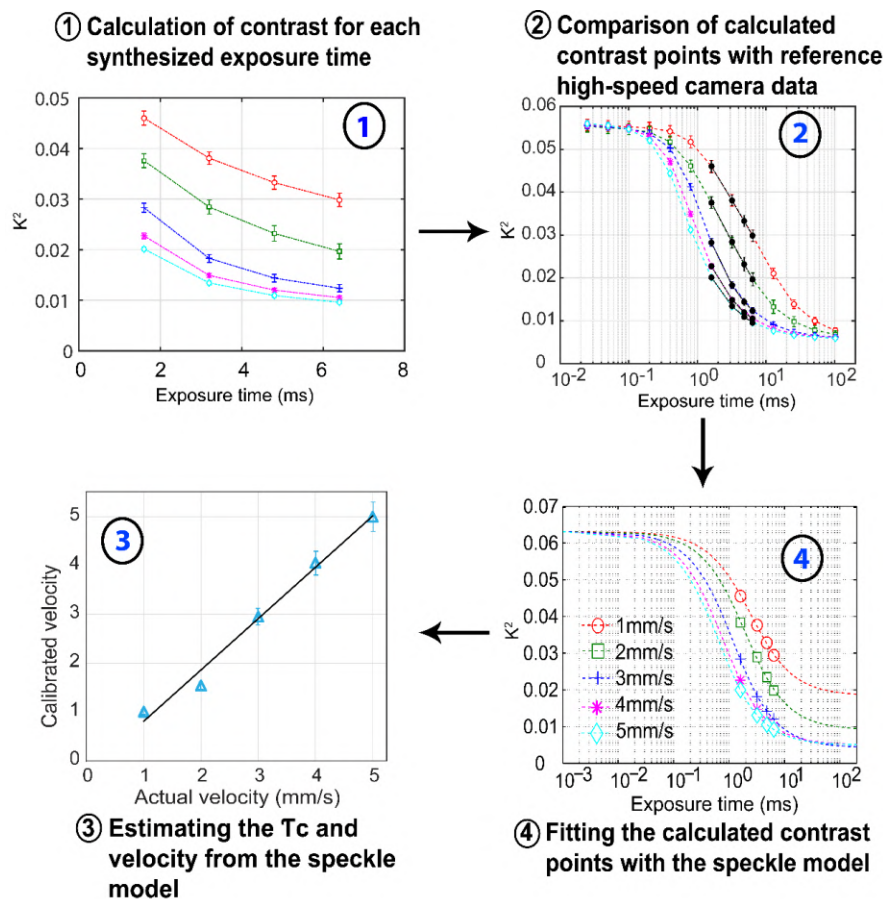 ① Calculation of contrast for each
synthesized exposure time
0.05
0.04
0.03
0.02
0.01
0
K²
1
2
4
6
8
Exposure time (ms)
② Comparison of calculated
contrast points with reference
high-speed camera data
0.06
0.05
0.04
0.03
0.02
0.01
0
K²
2
10⁻² 10⁻¹ 10⁰ 10¹ 10²
Exposure time (ms)
5
4
3
2
1
0
Calibrated velocity
3
0 1 2 3 4 5
Actual velocity (mm/s)
③ Estimating the Tc and
velocity from the speckle
model
0.07
0.06
0.05
0.04
0.03
0.02
0.01
0
K²
4
1mm/s
2mm/s
3mm/s
4mm/s
5mm/s
10⁻³ 10⁻² 10⁻¹ 10⁰ 10¹ 10²
Exposure time (ms)
④ Fitting the calculated contrast
points with the speckle model